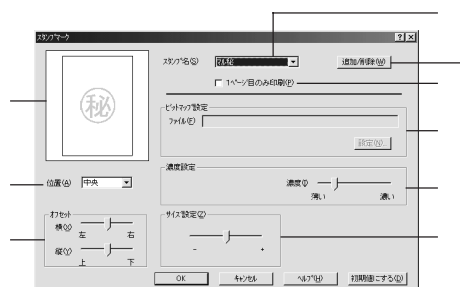 スタンプマーク
スタンプ名(S) マル秘 追加/削除(W)
1ページ目のみ印刷(P)
秘
ビットマップ設定
ファイル(F)
設定(N)...
位置(A) 中央
濃度設定
濃度(I)
薄い 濃い
オフセット
横(X)
左 右
縦(Y)
上 下
サイズ設定(Z)
- +
OK キャンセル ヘルプ(H) 初期値にする(D)